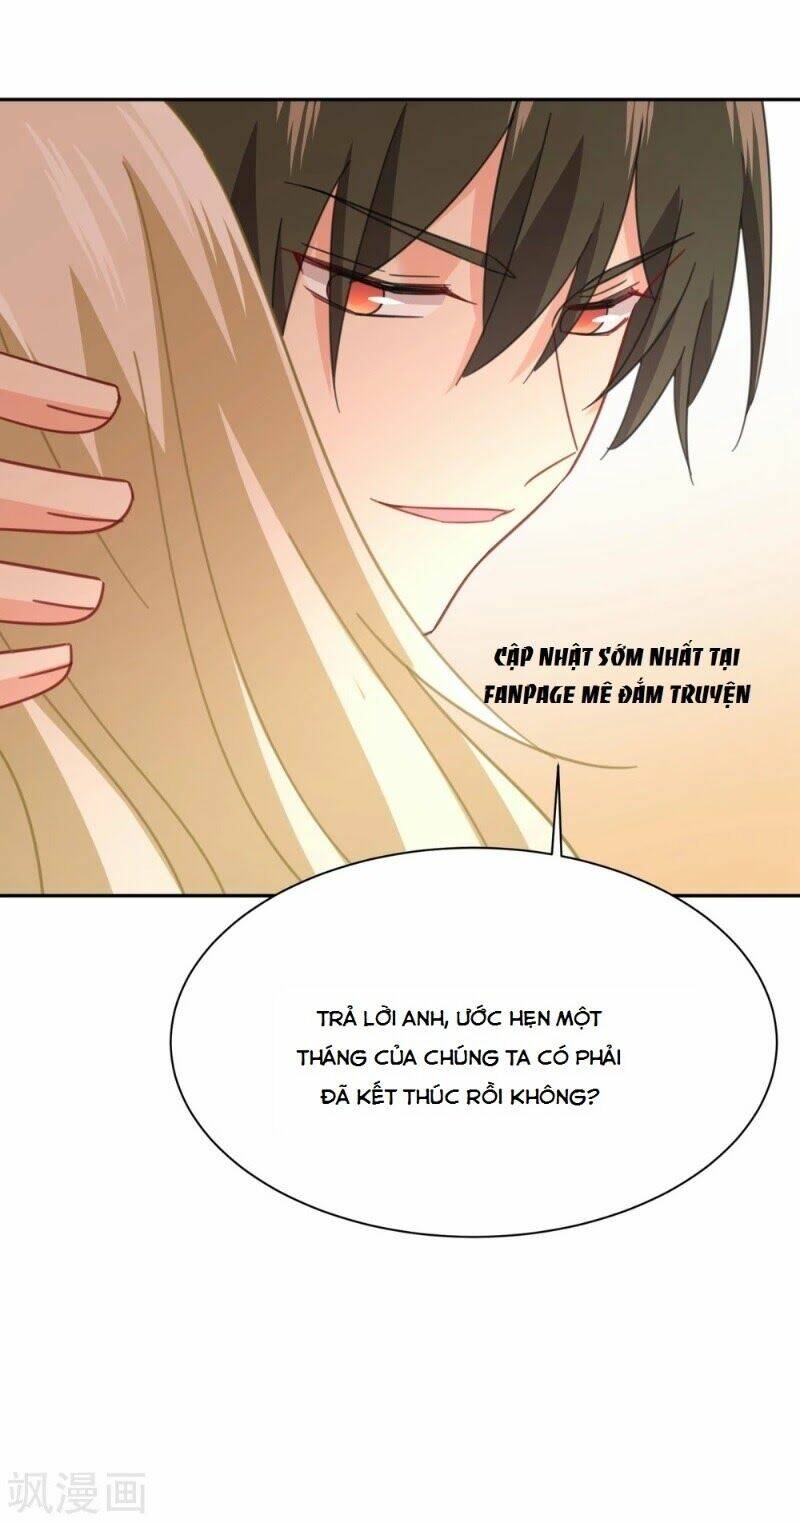 CẬP NHẬT SỚM NHẤT TẠI
FANPAGE MÊ ĐẮM TRUYỆN
TRẢ LỜI ANH, ƯỚC HẸN MỘT
THÁNG CỦA CHÚNG TA CÓ PHẢI
ĐÃ KẾT THÚC RỒI KHÔNG?
飒漫画